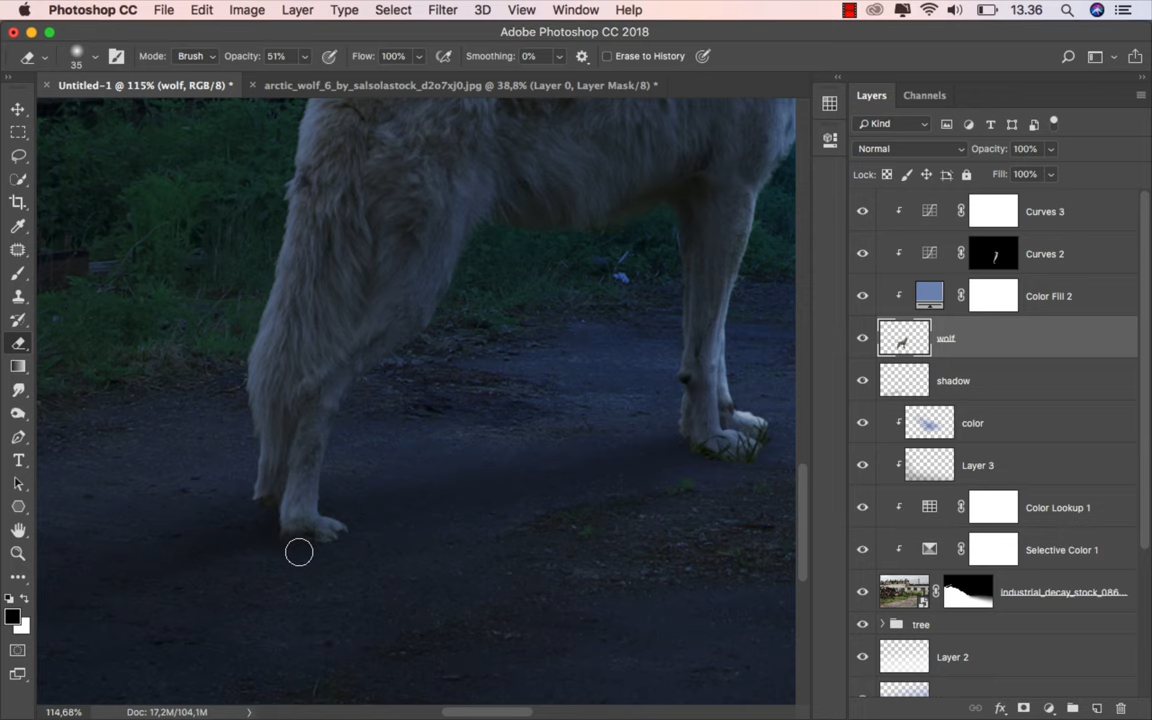 Photoshop CC File Edit Image Layer Type Select Filter 3D View Window Help 13.36
Adobe Photoshop CC 2018
35 Mode: Brush Opacity: 51% Flow: 100% Smoothing: 0% Erase to History
Untitled-1 @ 115% (wolf, RGB/8) * arctic_wolf_6_by_salsolastock_d2o7xj0.jpg @ 38,8% (Layer 0, Layer Mask/8) *
Layers Channels
Kind
Normal Opacity: 100%
Lock: Fill: 100%
Curves 3
Curves 2
Color Fill 2
wolf
shadow
color
Layer 3
Color Lookup 1
Selective Color 1
industrial_decay_stock_086...
tree
Layer 2
114,68% Doc: 17,2M/104,1M